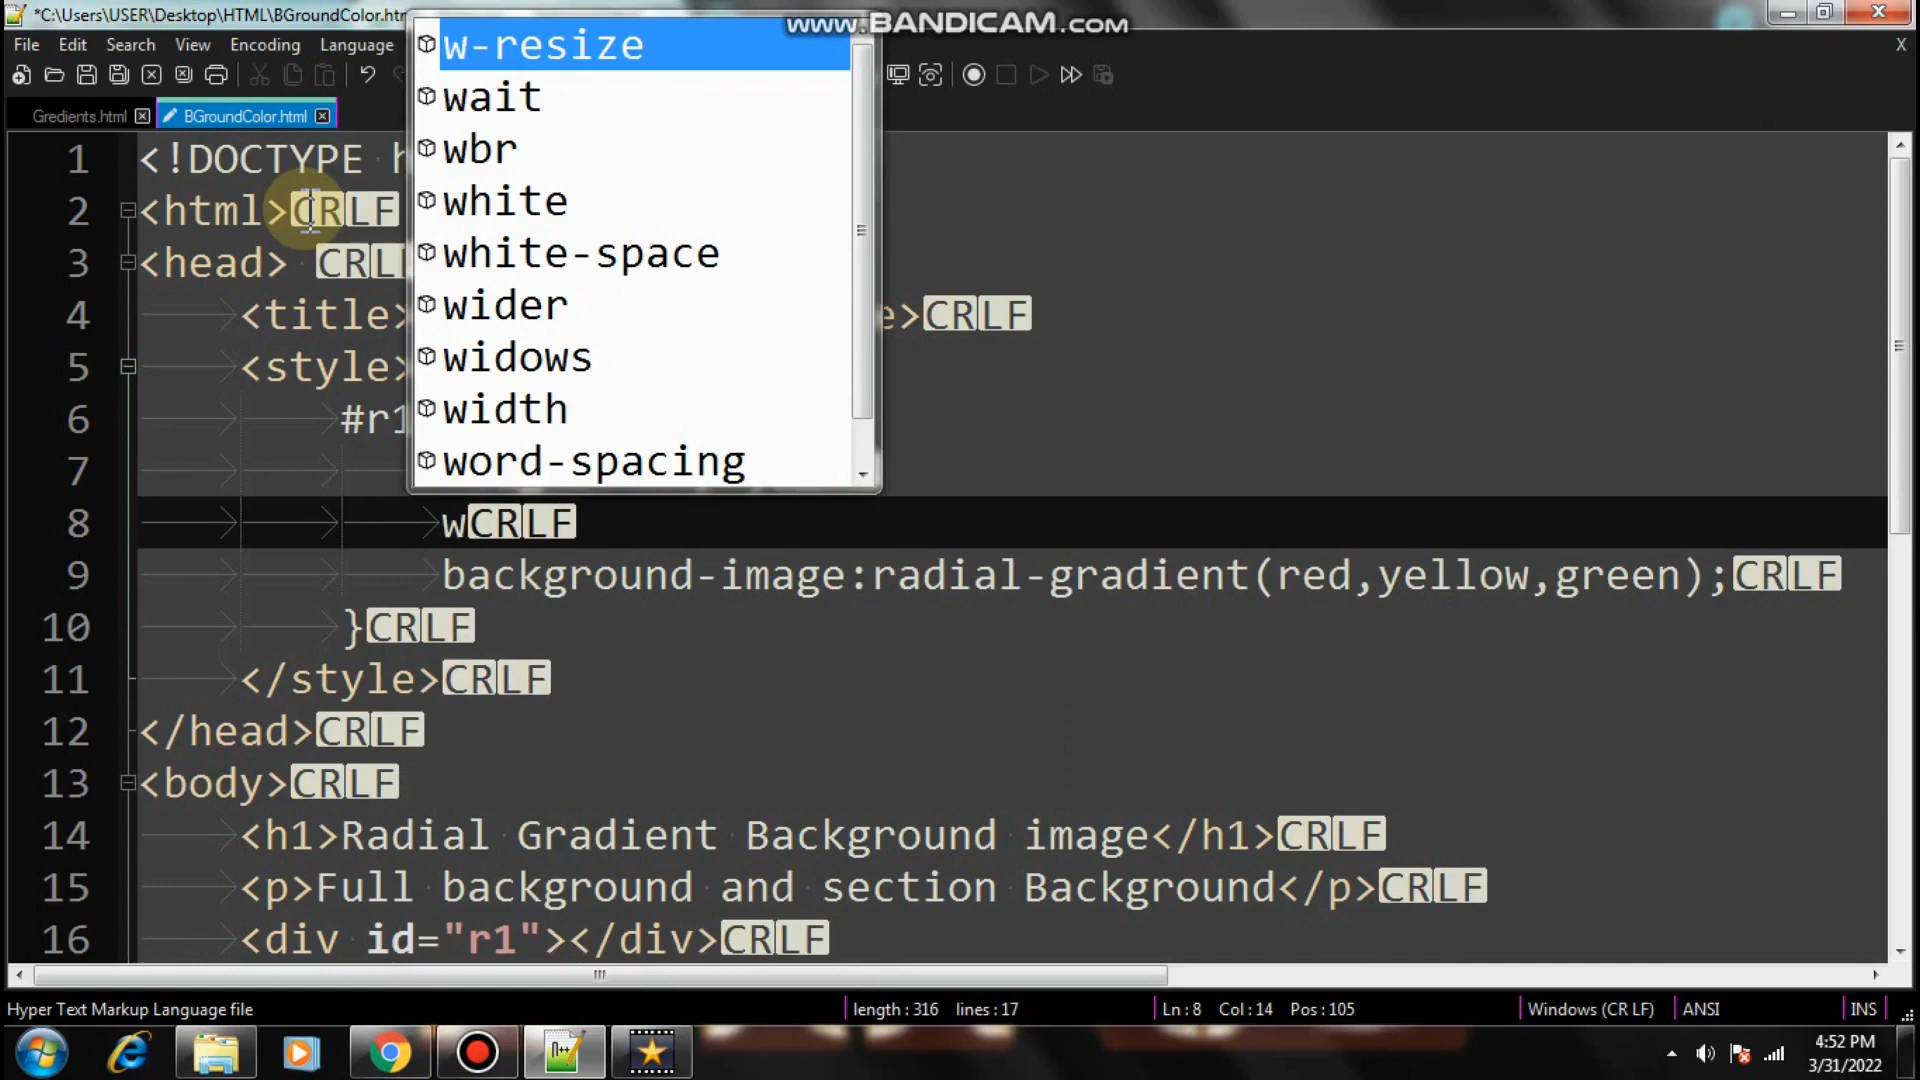 *C:\Users\USER\Desktop\HTML\BGroundColor.htm
www.BANDICAM.com
File Edit Search View Encoding Language
X
Gredients.html
BGroundColor.html
w-resize
wait
wbr
white
white-space
wider
widows
width
word-spacing
1 <!DOCTYPE h
2 <html>CRLF
3 <head> CRL
4 <title> e>CRLF
5 <style>
6 #r1
7
8 wCRLF
9 background-image:radial-gradient(red,yellow,green);CRLF
10 }CRLF
11 </style>CRLF
12 </head>CRLF
13 <body>CRLF
14 <h1>Radial Gradient Background image</h1>CRLF
15 <p>Full background and section Background</p>CRLF
16 <div id="r1"></div>CRLF
Hyper Text Markup Language file length : 316 lines : 17 Ln : 8 Col : 14 Pos : 105 Windows (CR LF) ANSI INS
4:52 PM
3/31/2022